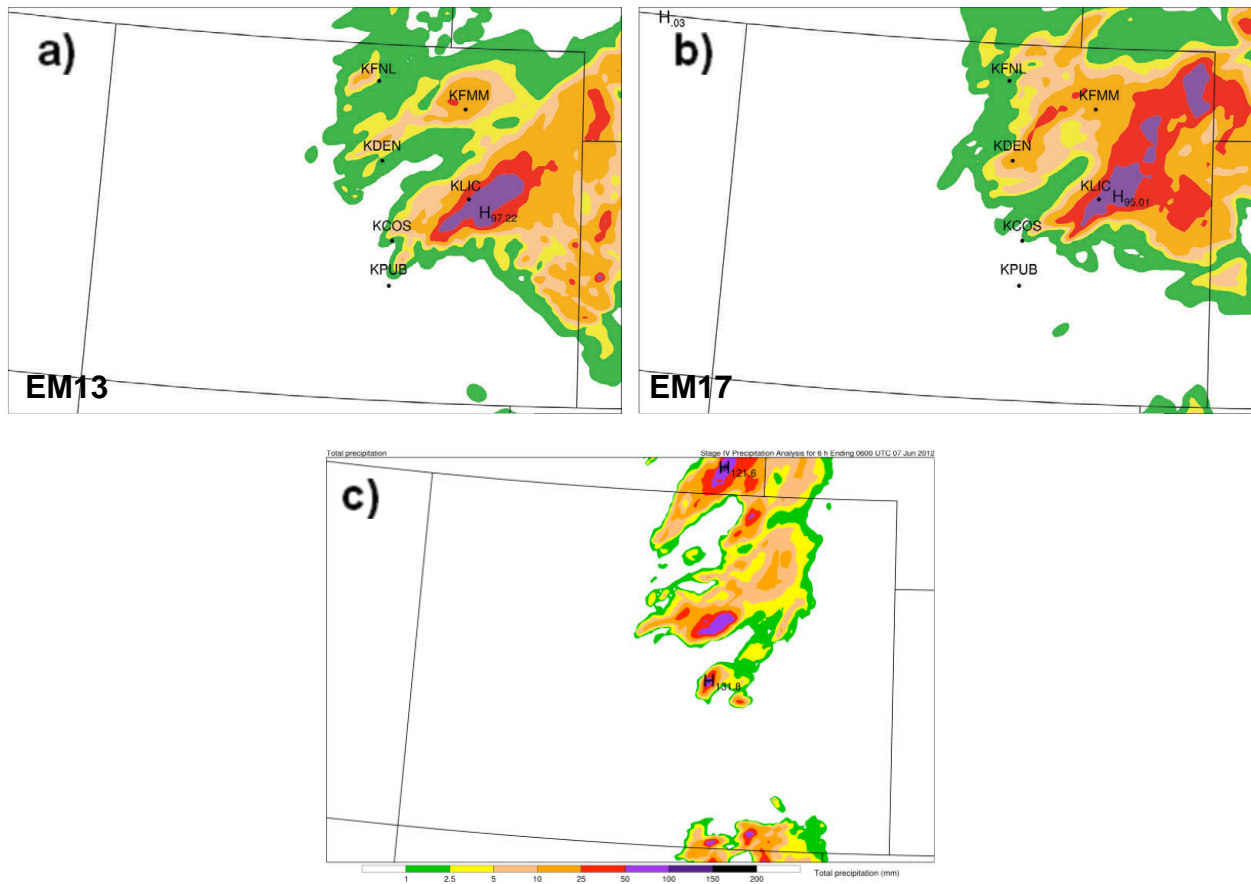 a)
KFNL
KFMM
KDEN
KLIC
H97.22
KCOS
KPUB
EM13
H.03
b)
KFNL
KFMM
KDEN
KLIC
H95.01
KCOS
KPUB
EM17
Total precipitation
Stage IV Precipitation Analysis for 6 h Ending 0600 UTC 07 Jun 2012
c)
H121.6
H131.8
1 2.5 5 10 25 50 100 150 200 Total precipitation (mm)